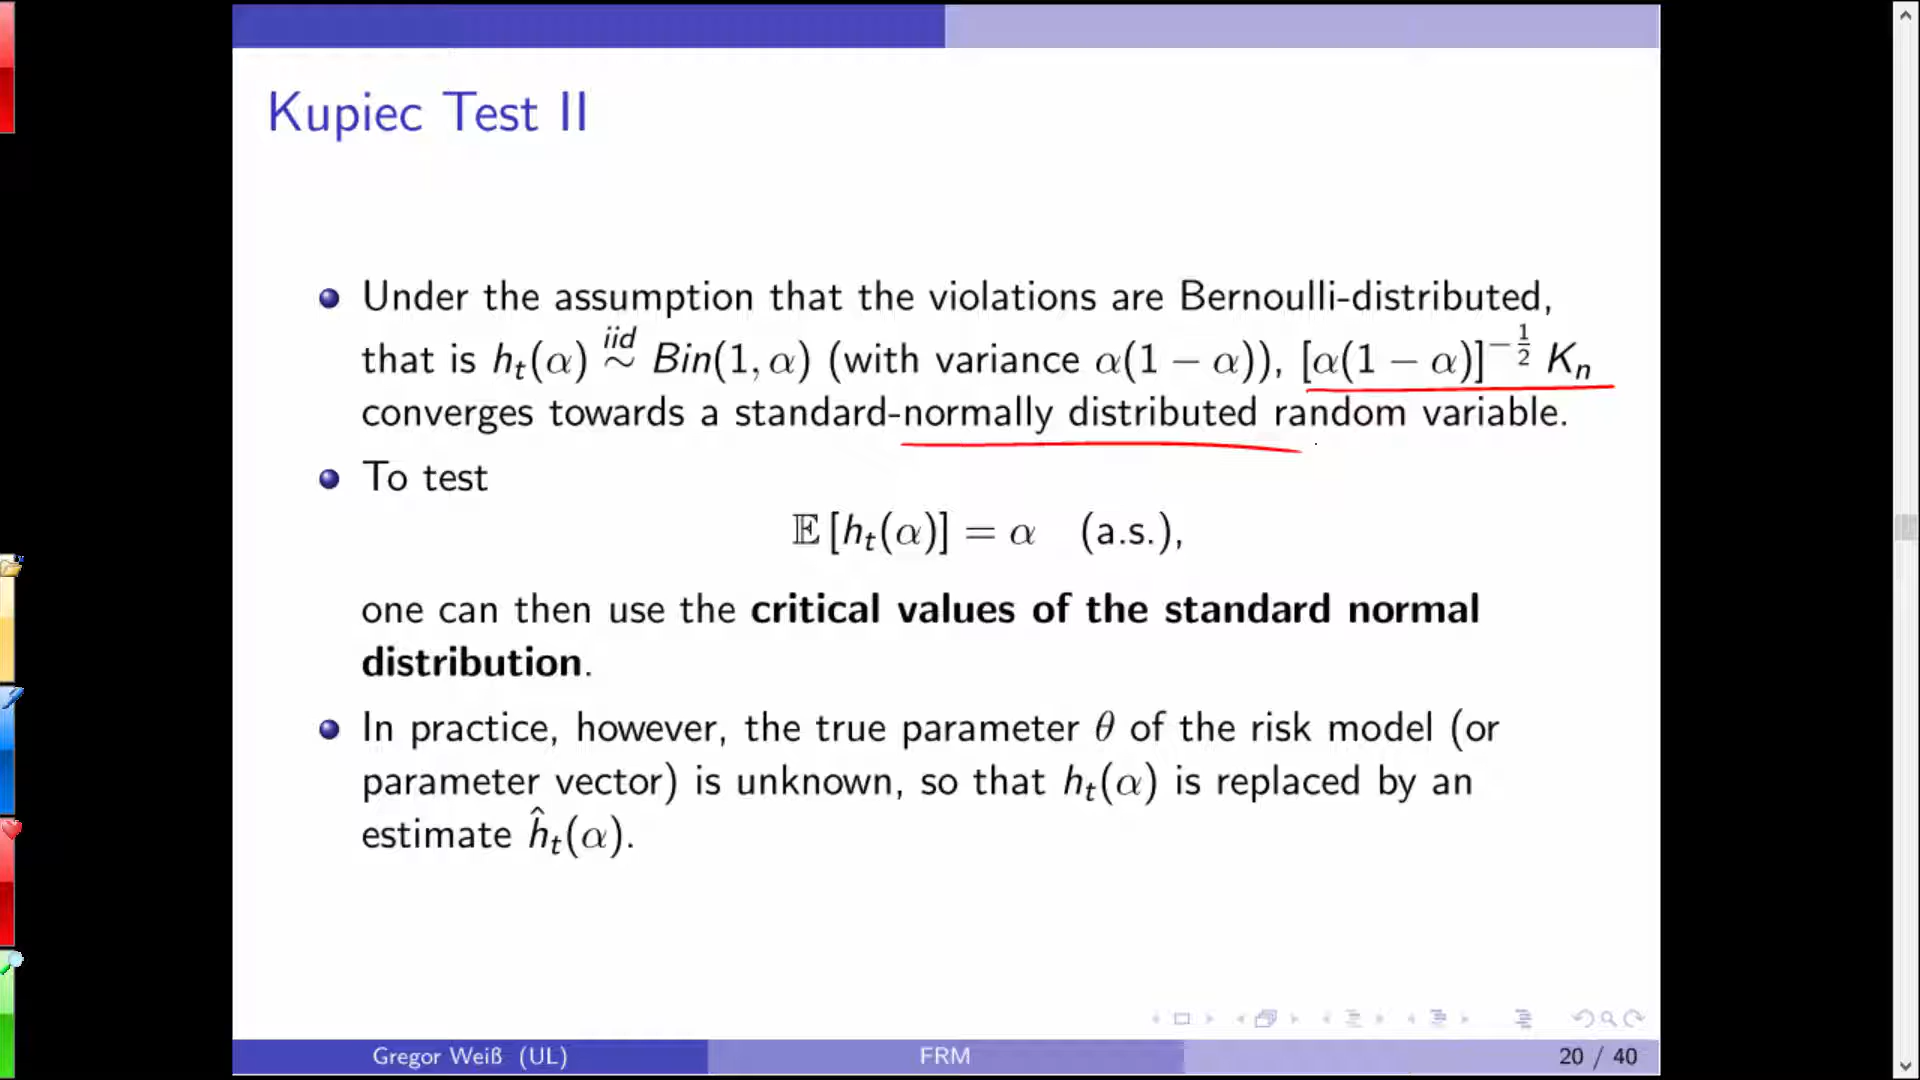 Kupiec Test II
Under the assumption that the violations are Bernoulli-distributed,
that is hₜ(α) iid∼ Bin(1, α) (with variance α(1 − α)), [α(1 − α)]^{−1/2} Kₙ
converges towards a standard-normally distributed random variable.
To test
𝔼 [hₜ(α)] = α (a.s.),
one can then use the critical values of the standard normal
distribution.
In practice, however, the true parameter θ of the risk model (or
parameter vector) is unknown, so that hₜ(α) is replaced by an
estimate ĥₜ(α).
Gregor Weiß (UL) FRM 20 / 40